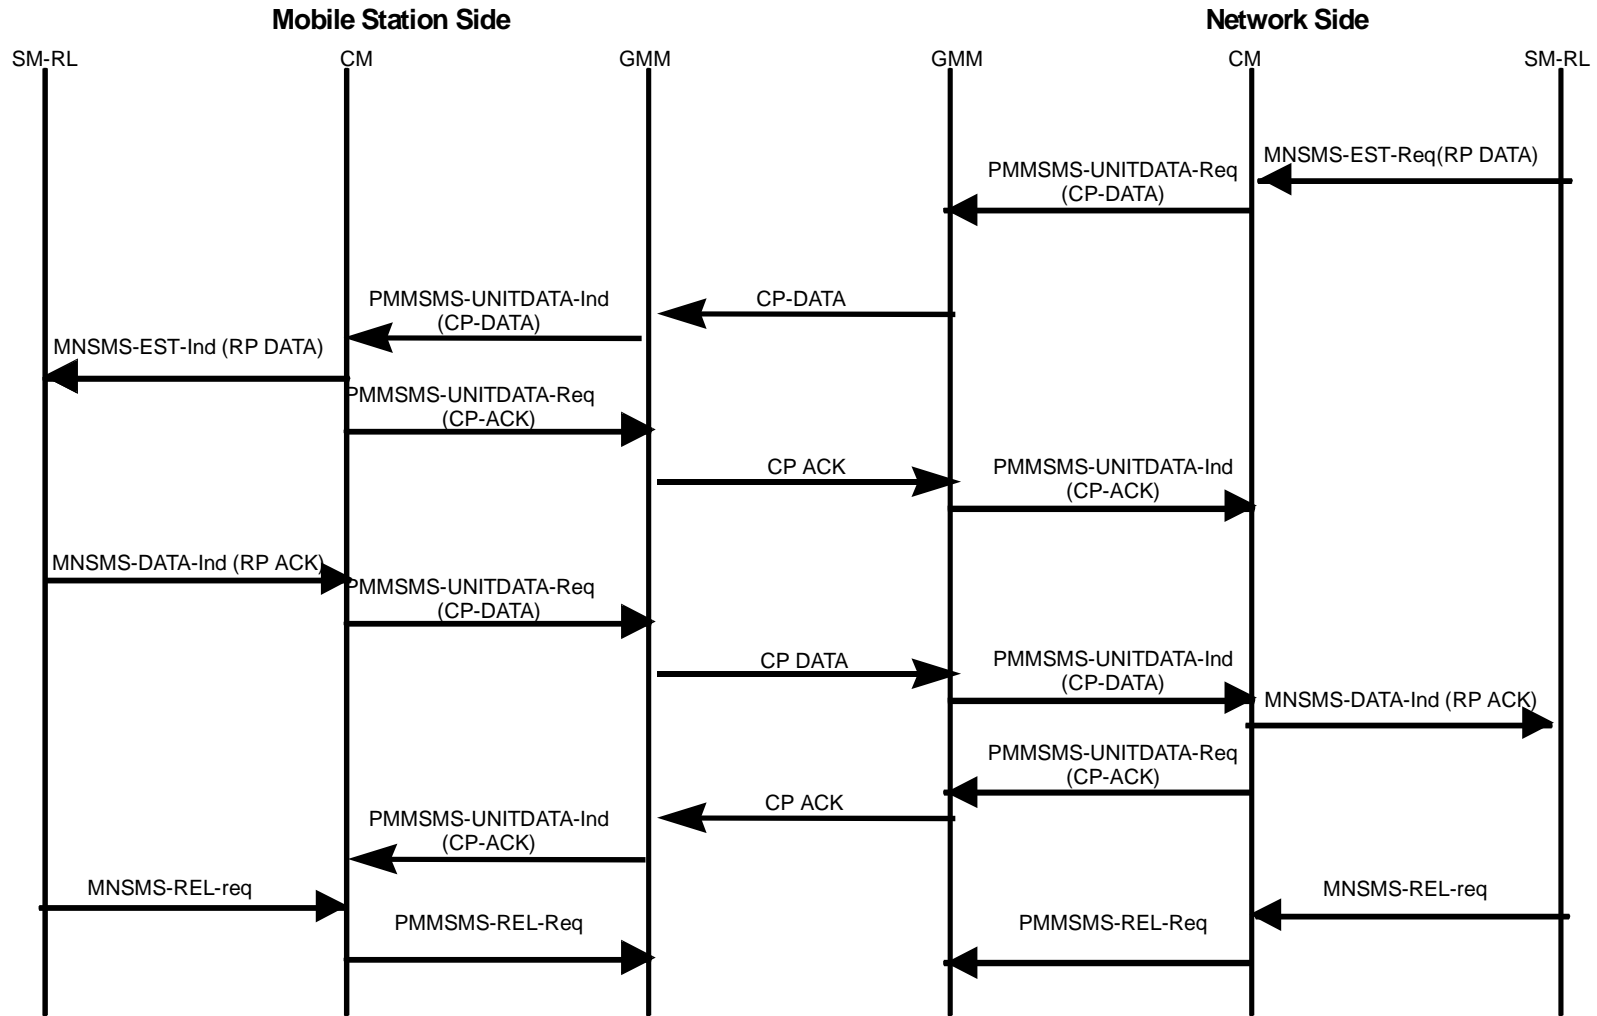 Mobile Station Side
Network Side
SM-RL
CM
GMM
GMM
CM
SM-RL
MNSMS-EST-Req(RP DATA)
PMMSMS-UNITDATA-Req
(CP-DATA)
CP-DATA
PMMSMS-UNITDATA-Ind
(CP-DATA)
MNSMS-EST-Ind (RP DATA)
PMMSMS-UNITDATA-Req
(CP-ACK)
CP ACK
PMMSMS-UNITDATA-Ind
(CP-ACK)
MNSMS-DATA-Ind (RP ACK)
PMMSMS-UNITDATA-Req
(CP-DATA)
CP DATA
PMMSMS-UNITDATA-Ind
(CP-DATA)
MNSMS-DATA-Ind (RP ACK)
PMMSMS-UNITDATA-Req
(CP-ACK)
CP ACK
PMMSMS-UNITDATA-Ind
(CP-ACK)
MNSMS-REL-req
MNSMS-REL-req
PMMSMS-REL-Req
PMMSMS-REL-Req